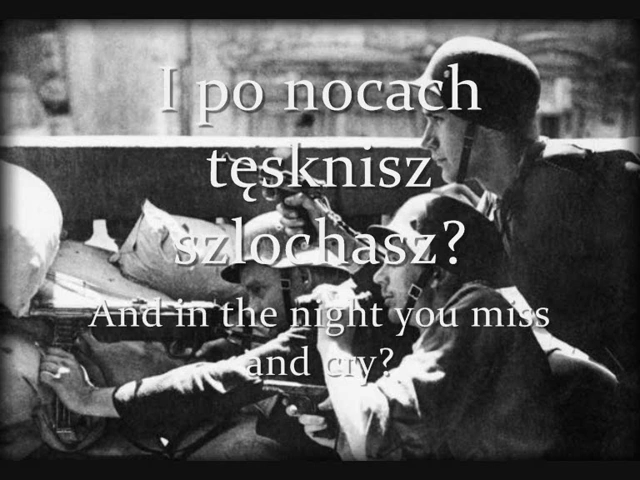 I po nocach
tęsknisz
szlochasz?
And in the night you miss
and cry?